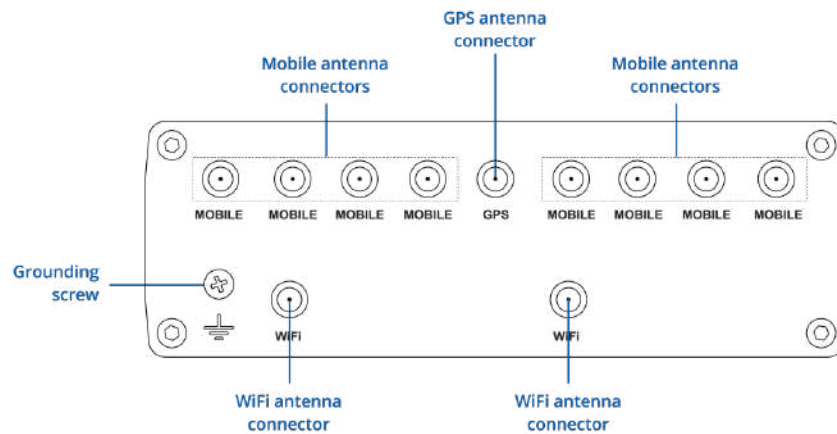 GPS antenna
connector
Mobile antenna
connectors
Mobile antenna
connectors
MOBILE MOBILE MOBILE MOBILE GPS MOBILE MOBILE MOBILE MOBILE
Grounding
screw
WiFi WiFi
WiFi antenna
connector
WiFi antenna
connector